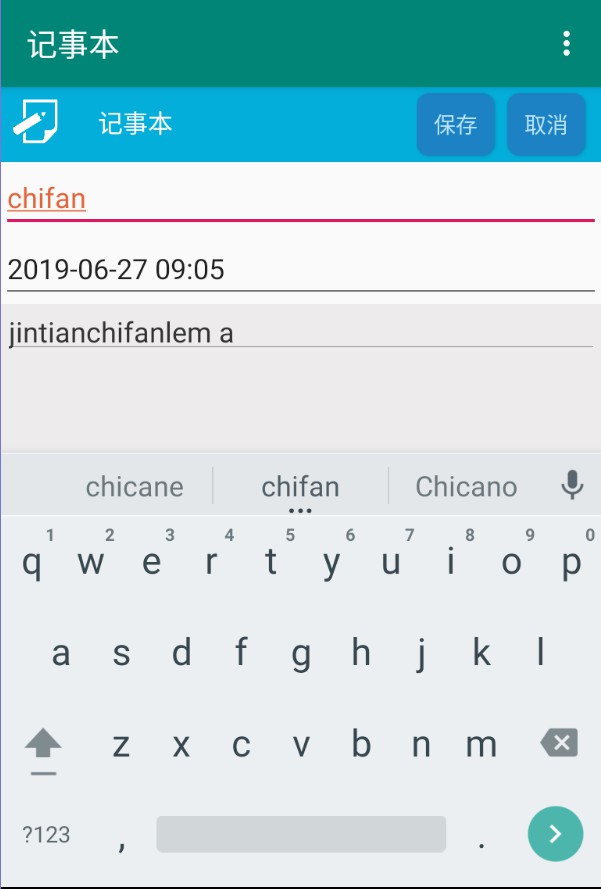 记事本
记事本 保存 取消
chifan
2019-06-27 09:05
jintianchifanlem a
chicane chifan Chicano
1 2 3 4 5 6 7 8 9 0
q w e r t y u i o p
a s d f g h j k l
z x c v b n m
?123 , .